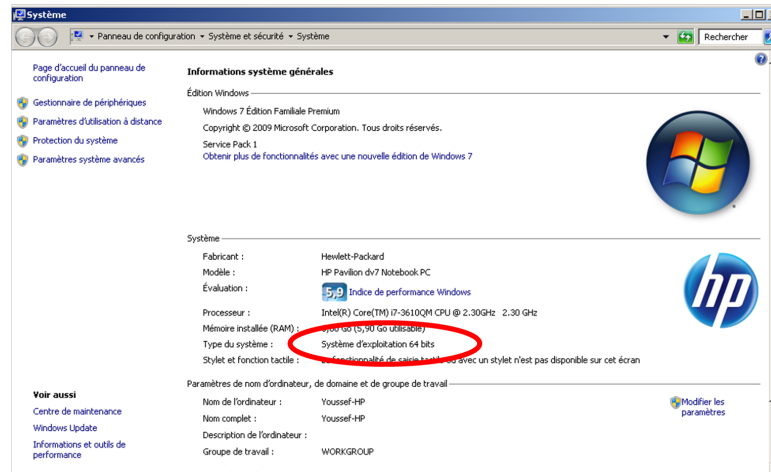 Système
Panneau de configuration Système et sécurité Système
Rechercher
Page d'accueil du panneau de configuration
Gestionnaire de périphériques
Paramètres d'utilisation à distance
Protection du système
Paramètres système avancés
Informations système générales
Édition Windows
Windows 7 Édition Familiale Premium
Copyright © 2009 Microsoft Corporation. Tous droits réservés.
Service Pack 1
Obtenir plus de fonctionnalités avec une nouvelle édition de Windows 7
Système
Fabricant : Hewlett-Packard
Modèle : HP Pavilion dv7 Notebook PC
Évaluation : 5,9 Indice de performance Windows
Processeur : Intel(R) Core(TM) i7-3610QM CPU @ 2.30GHz 2.30 GHz
Mémoire installée (RAM) : Go (5,90 Go utilisable)
Type du système : Système d'exploitation 64 bits
Stylet et fonction tactile : La fonctionnalité de saisie tactile ou avec un stylet n'est pas disponible sur cet écran
hp
Paramètres de nom d'ordinateur, de domaine et de groupe de travail
Nom de l'ordinateur : Youssef-HP
Nom complet : Youssef-HP
Description de l'ordinateur :
Groupe de travail : WORKGROUP
Modifier les
paramètres
Voir aussi
Centre de maintenance
Windows Update
Informations et outils de
performance